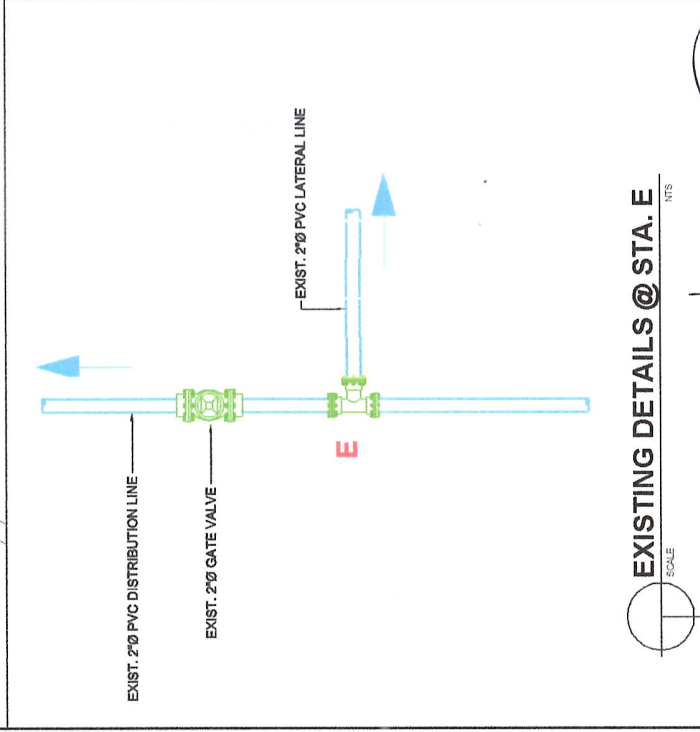 EXIST. 2"Ø PVC LATERAL LINE
EXIST. 2"Ø PVC DISTRIBUTION LINE
EXIST. 2"Ø GATE VALVE
E
EXISTING DETAILS @ STA. E
SCALE
NTS